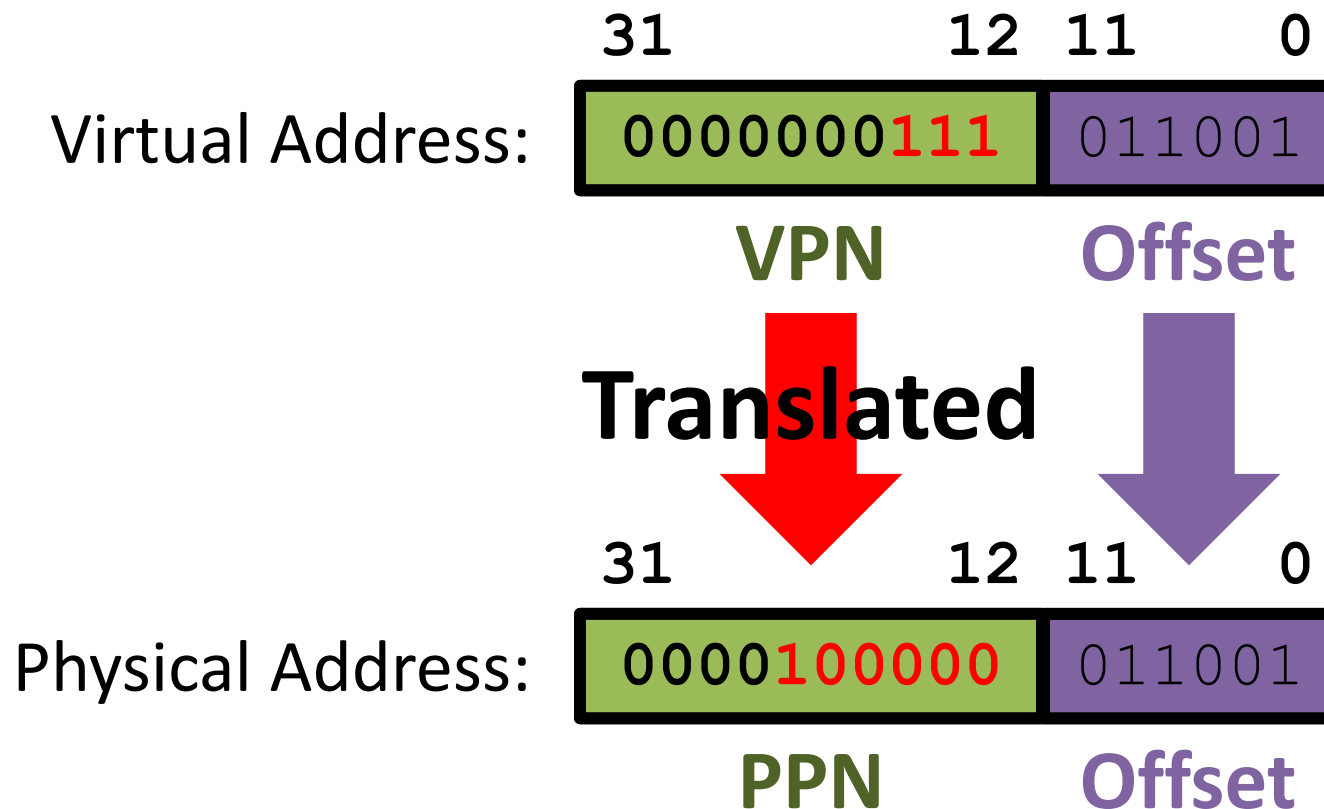 31 12 11 0
Virtual Address: 0000000111 011001
VPN Offset
Translated
31 12 11 0
Physical Address: 0000100000 011001
PPN Offset